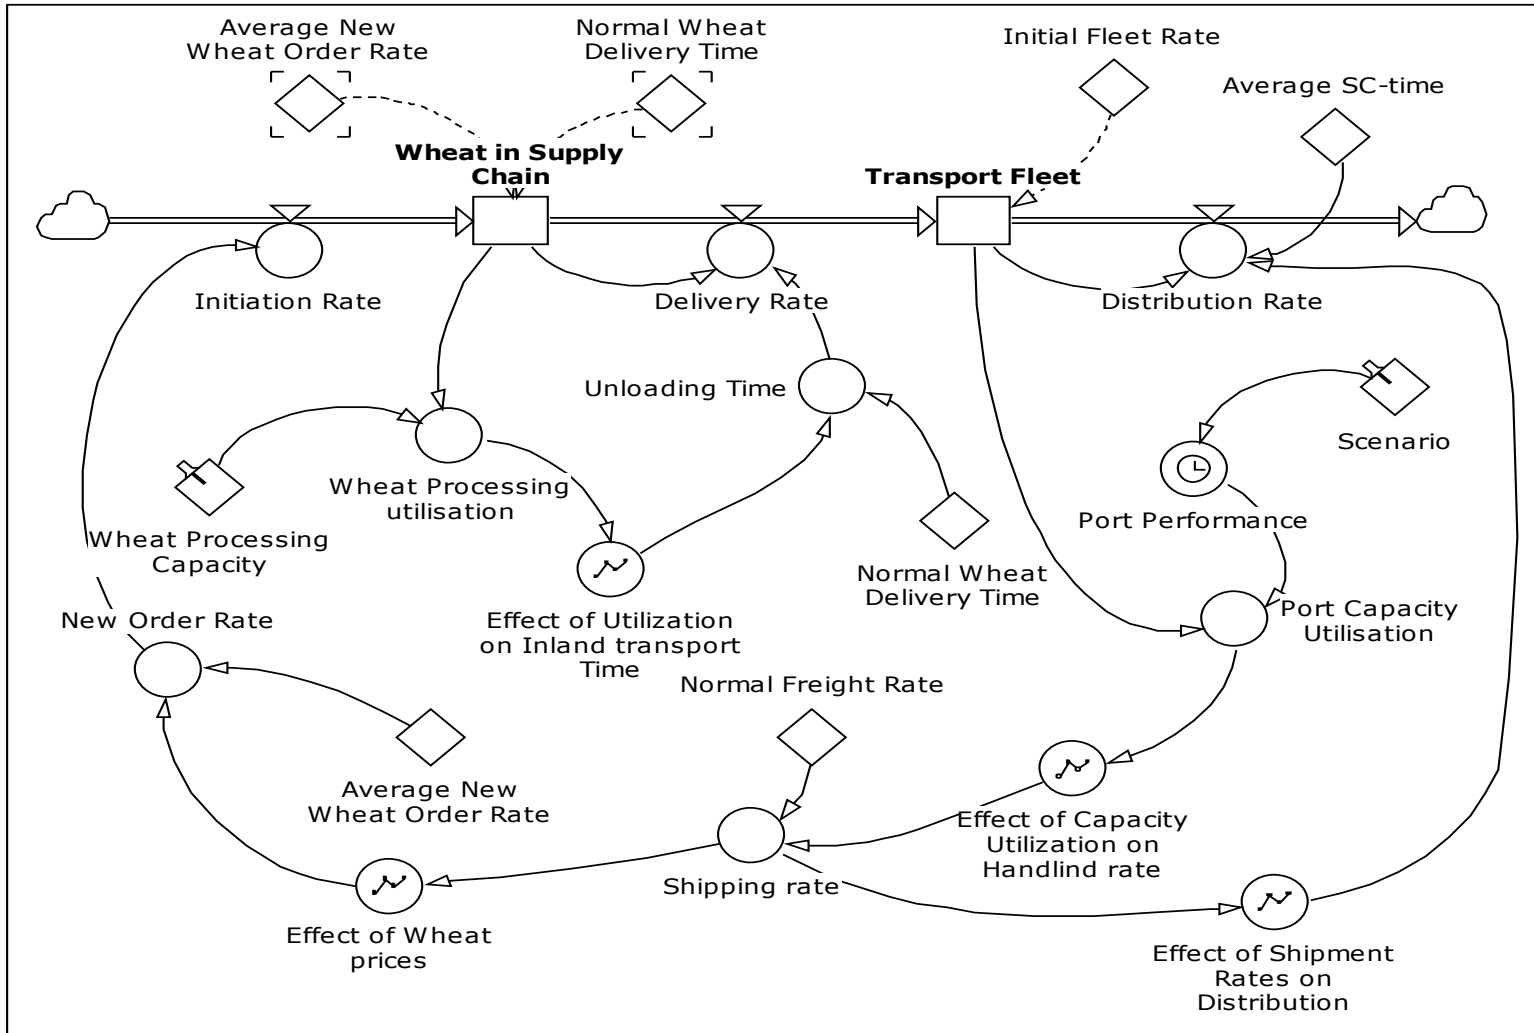 Average New
Wheat Order Rate
Normal Wheat
Delivery Time
Initial Fleet Rate
Average SC-time
Wheat in Supply
Chain
Transport Fleet
Initiation Rate
Delivery Rate
Distribution Rate
Unloading Time
Scenario
Wheat Processing
utilisation
Port Performance
Wheat Processing
Capacity
Normal Wheat
Delivery Time
New Order Rate
Effect of Utilization
on Inland transport
Time
Port Capacity
Utilisation
Normal Freight Rate
Average New
Wheat Order Rate
Effect of Capacity
Utilization on
Handlind rate
Shipping rate
Effect of Wheat
prices
Effect of Shipment
Rates on
Distribution